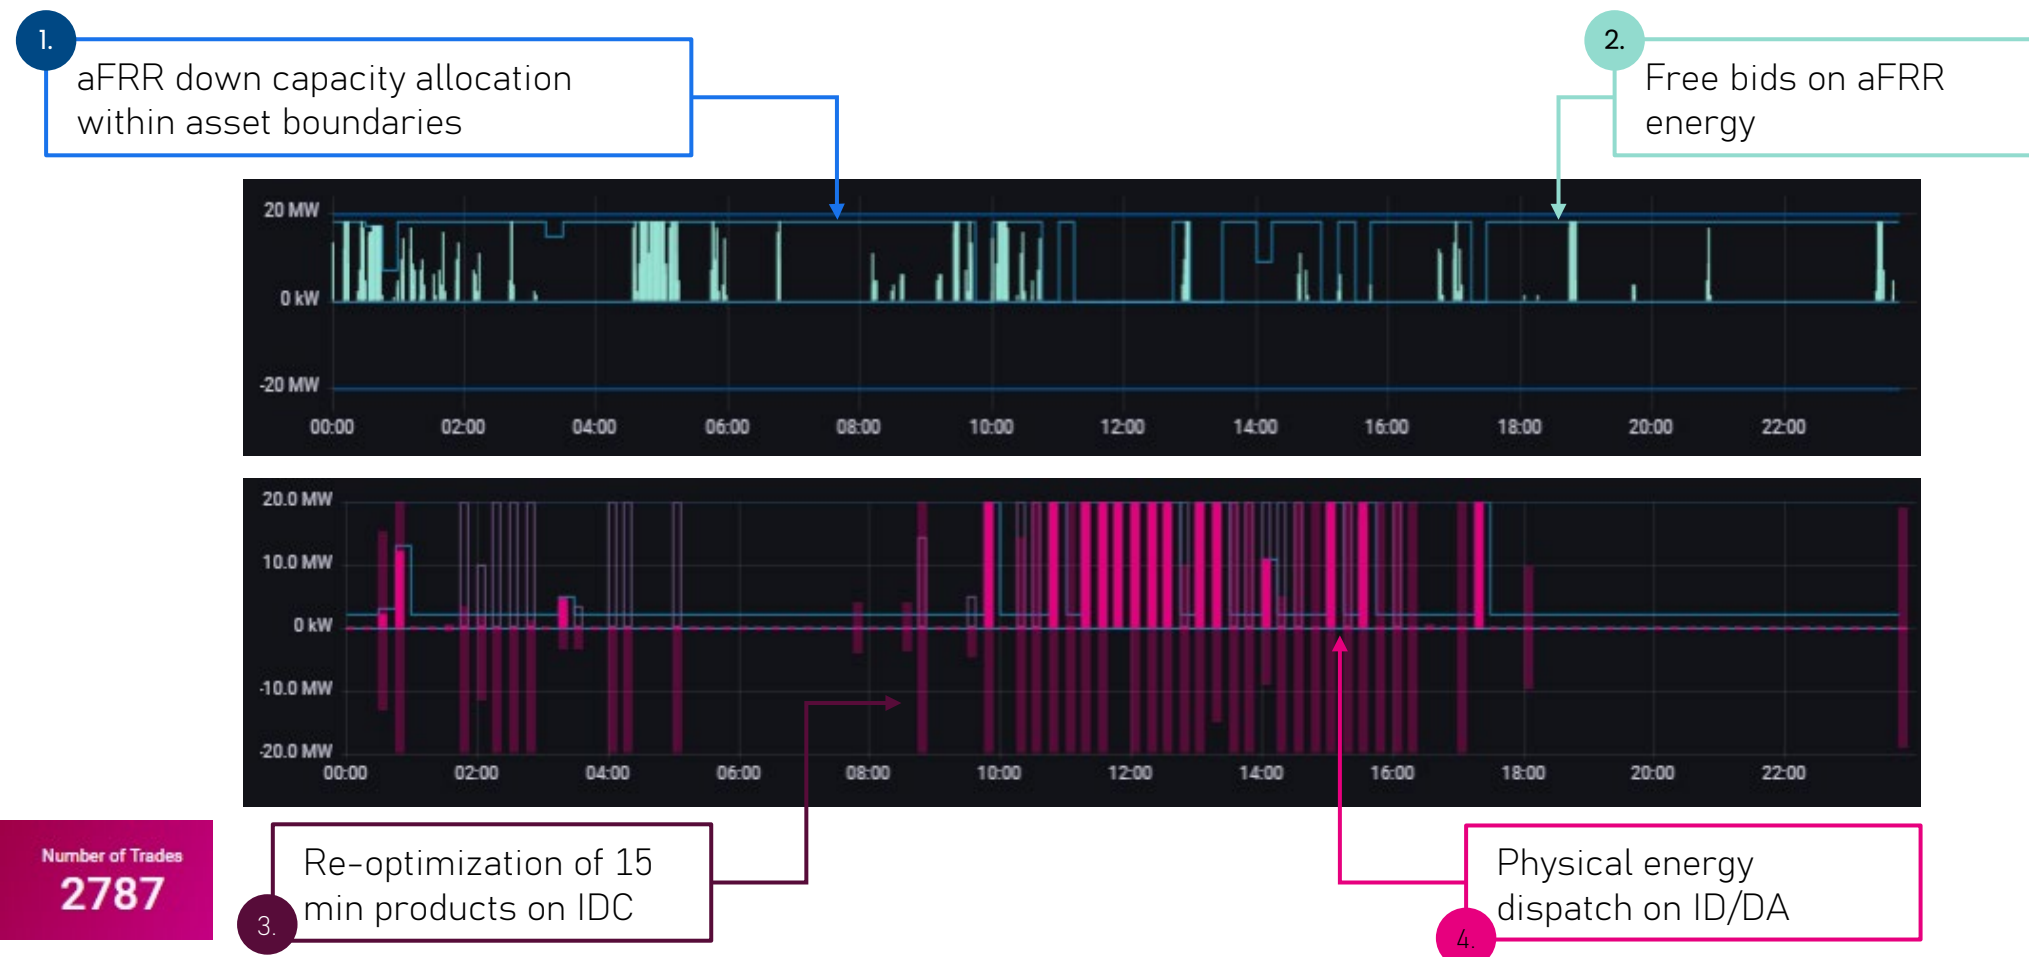 1.
aFRR down capacity allocation
within asset boundaries
2.
Free bids on aFRR
energy
20 MW
0 kW
-20 MW
00:00 02:00 04:00 06:00 08:00 10:00 12:00 14:00 16:00 18:00 20:00 22:00
20.0 MW
10.0 MW
0 kW
-10.0 MW
-20.0 MW
00:00 02:00 04:00 06:00 08:00 10:00 12:00 14:00 16:00 18:00 20:00 22:00
Number of Trades
2787
3.
Re-optimization of 15
min products on IDC
4.
Physical energy
dispatch on ID/DA